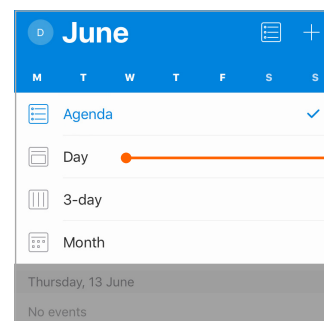 D June
M T W T F S S
Agenda
Day
3-day
Month
Thursday, 13 June
No events